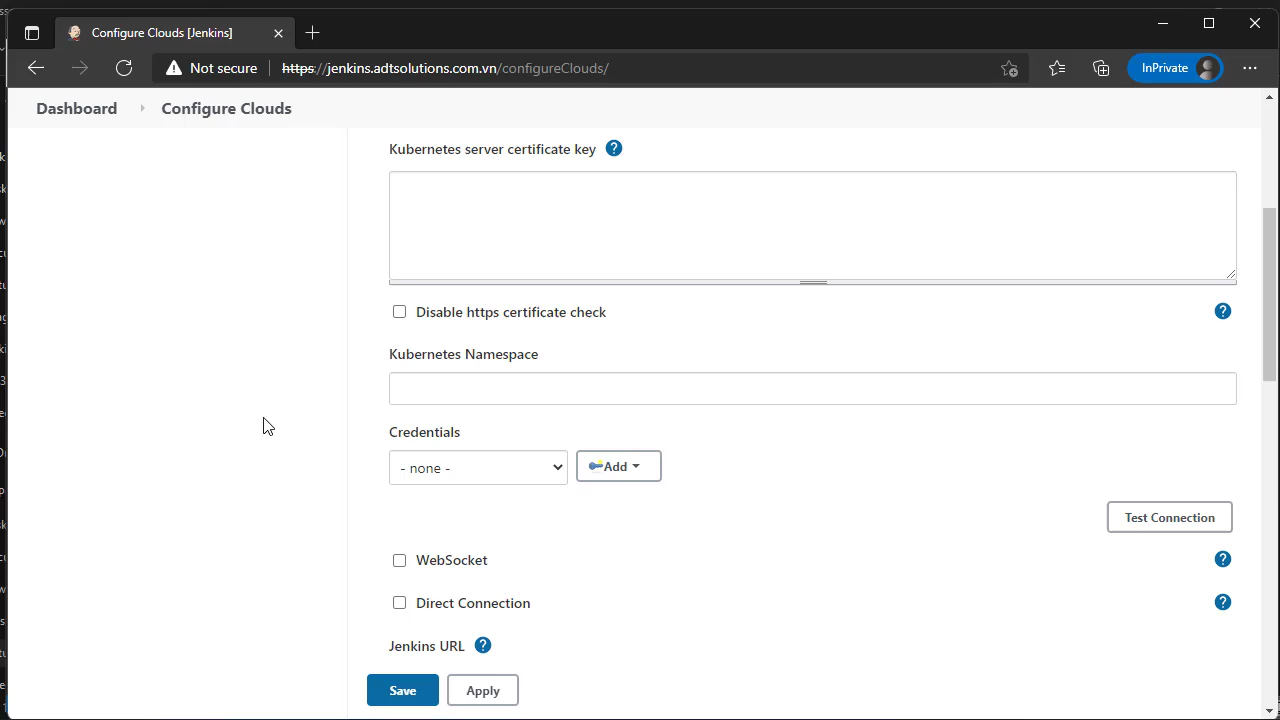 Configure Clouds [Jenkins]
Not secure
https://jenkins.adtsolutions.com.vn/configureClouds/
InPrivate
Dashboard
Configure Clouds
Kubernetes server certificate key ?
Disable https certificate check ?
Kubernetes Namespace
Credentials
- none -
Add
Test Connection
WebSocket ?
Direct Connection ?
Jenkins URL ?
Save
Apply